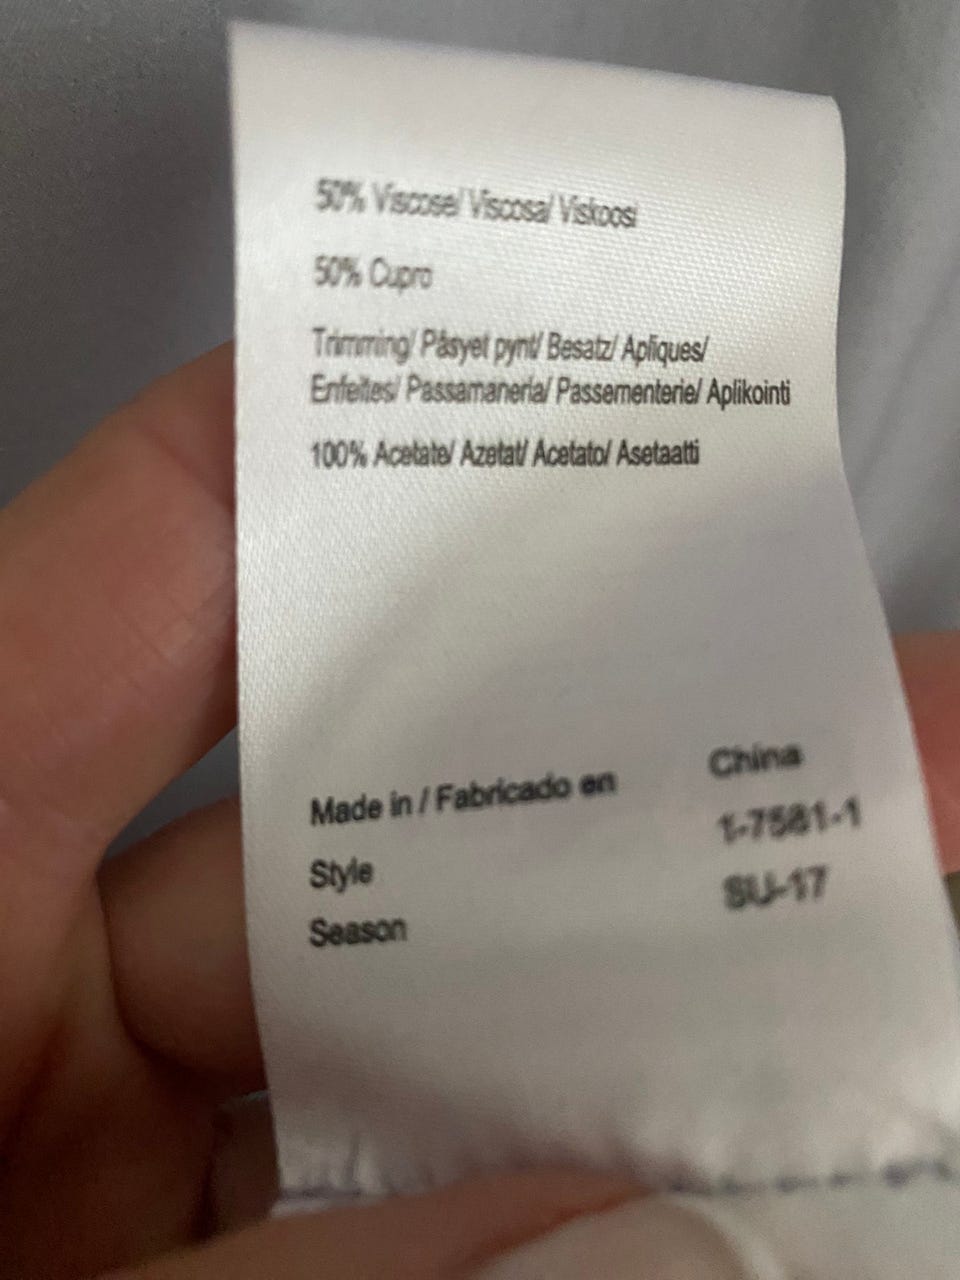 50% Viscose/ Viscosa/ Viskoosi
50% Cupro
Trimming/ Påsyet pynt/ Besatz/ Apliques/
Enfeites/ Passamaneria/ Passementerie/ Aplikointi
100% Acetate/ Azetat/ Acetato/ Asetaatti
Made in / Fabricado en China
Style 1-7581-1
Season SU-17